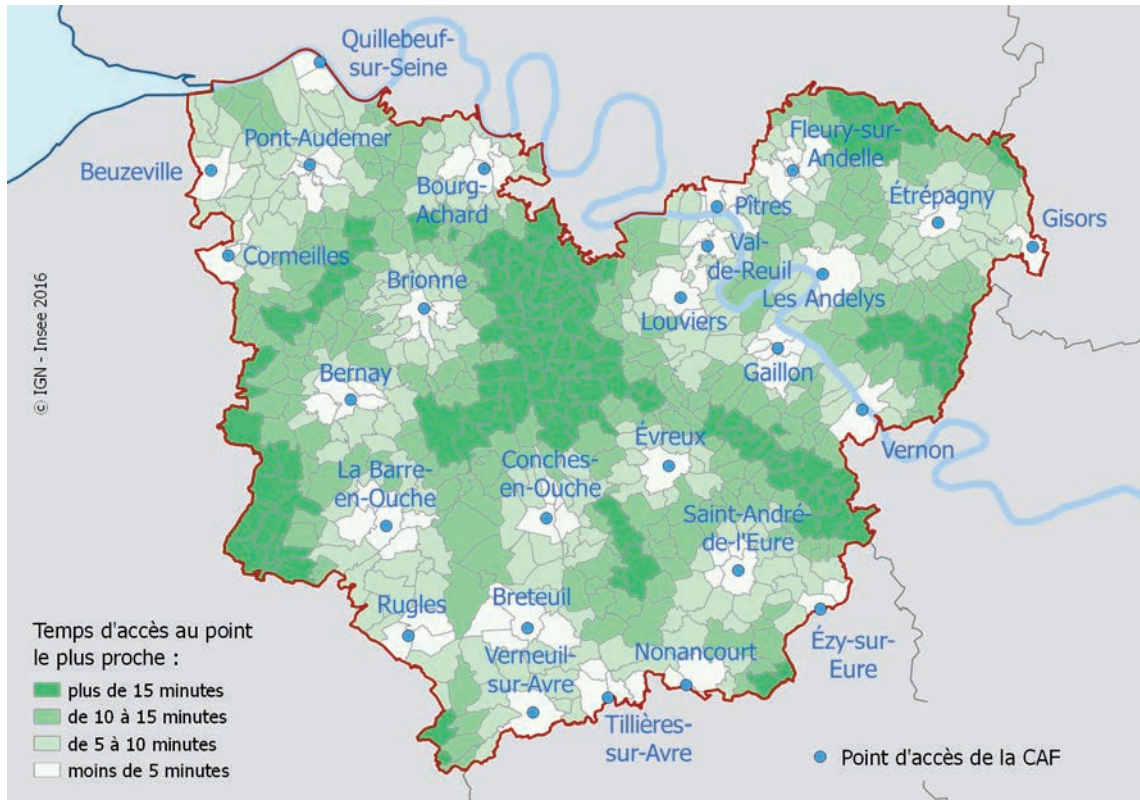 Quillebeuf-
sur-Seine
Pont-Audemer
Beuzeville
Bourg-
Achard
Fleury-sur-
Andelle
Étrépagny
Gisors
Pîtres
Cormeilles
Val-
de-Reuil
Les Andelys
Brionne
Louviers
Gaillon
© IGN - Insee 2016
Bernay
Vernon
Évreux
La Barre-
en-Ouche
Conches-
en-Ouche
Saint-André-
de-l'Eure
Rugles
Breteuil
Ézy-sur-
Eure
Verneuil-
sur-Avre
Nonancourt
Tillières-
sur-Avre
Temps d'accès au point
le plus proche :
plus de 15 minutes
de 10 à 15 minutes
de 5 à 10 minutes
moins de 5 minutes
Point d'accès de la CAF